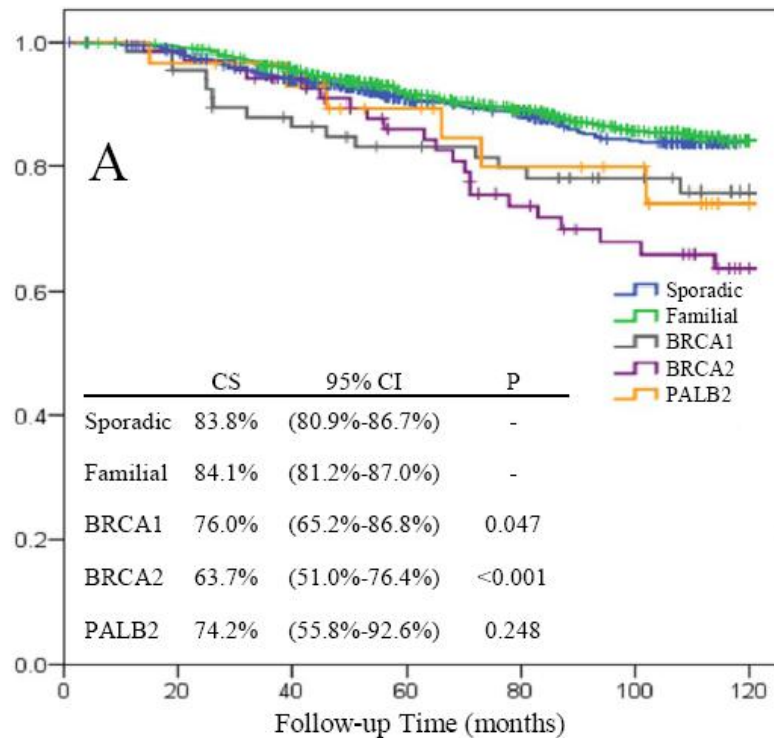 1.0
0.8
0.6
0.4
0.2
0.0
A
Sporadic
Familial
BRCA1
BRCA2
PALB2
CS 95% CI P
Sporadic 83.8% (80.9%-86.7%) -
Familial 84.1% (81.2%-87.0%) -
BRCA1 76.0% (65.2%-86.8%) 0.047
BRCA2 63.7% (51.0%-76.4%) <0.001
PALB2 74.2% (55.8%-92.6%) 0.248
0 20 40 60 80 100 120
Follow-up Time (months)